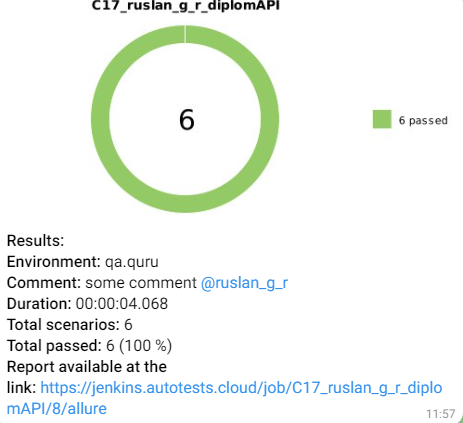 C17_ruslan_g_r_diplomAPI
6
6 passed
Results:
Environment: qa.quru
Comment: some comment @ruslan_g_r
Duration: 00:00:04.068
Total scenarios: 6
Total passed: 6 (100 %)
Report available at the
link: https://jenkins.autotests.cloud/job/C17_ruslan_g_r_diplo
mAPI/8/allure
11:57